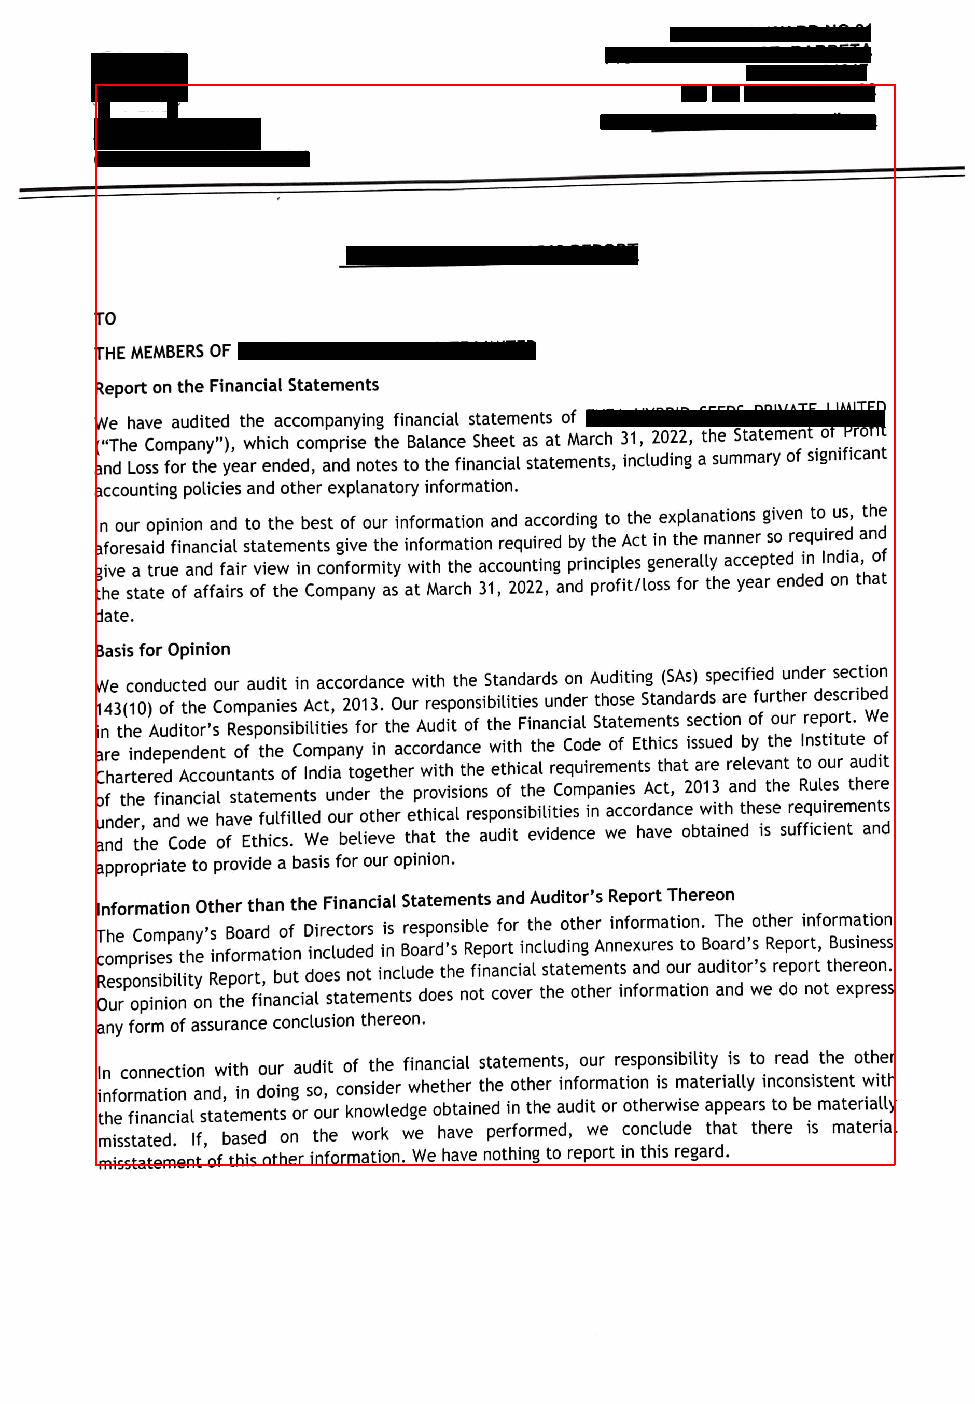 TO
THE MEMBERS OF
Report on the Financial Statements
We have audited the accompanying financial statements of
(“The Company”), which comprise the Balance Sheet as at March 31, 2022, the Statement of Profit
and Loss for the year ended, and notes to the financial statements, including a summary of significant
accounting policies and other explanatory information.
In our opinion and to the best of our information and according to the explanations given to us, the
aforesaid financial statements give the information required by the Act in the manner so required and
give a true and fair view in conformity with the accounting principles generally accepted in India, of
the state of affairs of the Company as at March 31, 2022, and profit/loss for the year ended on that
date.
Basis for Opinion
We conducted our audit in accordance with the Standards on Auditing (SAs) specified under section
143(10) of the Companies Act, 2013. Our responsibilities under those Standards are further described
in the Auditor’s Responsibilities for the Audit of the Financial Statements section of our report. We
are independent of the Company in accordance with the Code of Ethics issued by the Institute of
Chartered Accountants of India together with the ethical requirements that are relevant to our audit
of the financial statements under the provisions of the Companies Act, 2013 and the Rules there
under, and we have fulfilled our other ethical responsibilities in accordance with these requirements
and the Code of Ethics. We believe that the audit evidence we have obtained is sufficient and
appropriate to provide a basis for our opinion.
Information Other than the Financial Statements and Auditor’s Report Thereon
The Company’s Board of Directors is responsible for the other information. The other information
comprises the information included in Board’s Report including Annexures to Board’s Report, Business
Responsibility Report, but does not include the financial statements and our auditor’s report thereon.
Our opinion on the financial statements does not cover the other information and we do not express
any form of assurance conclusion thereon.
In connection with our audit of the financial statements, our responsibility is to read the other
information and, in doing so, consider whether the other information is materially inconsistent with
the financial statements or our knowledge obtained in the audit or otherwise appears to be materially
misstated. If, based on the work we have performed, we conclude that there is material
misstatement of this other information. We have nothing to report in this regard.